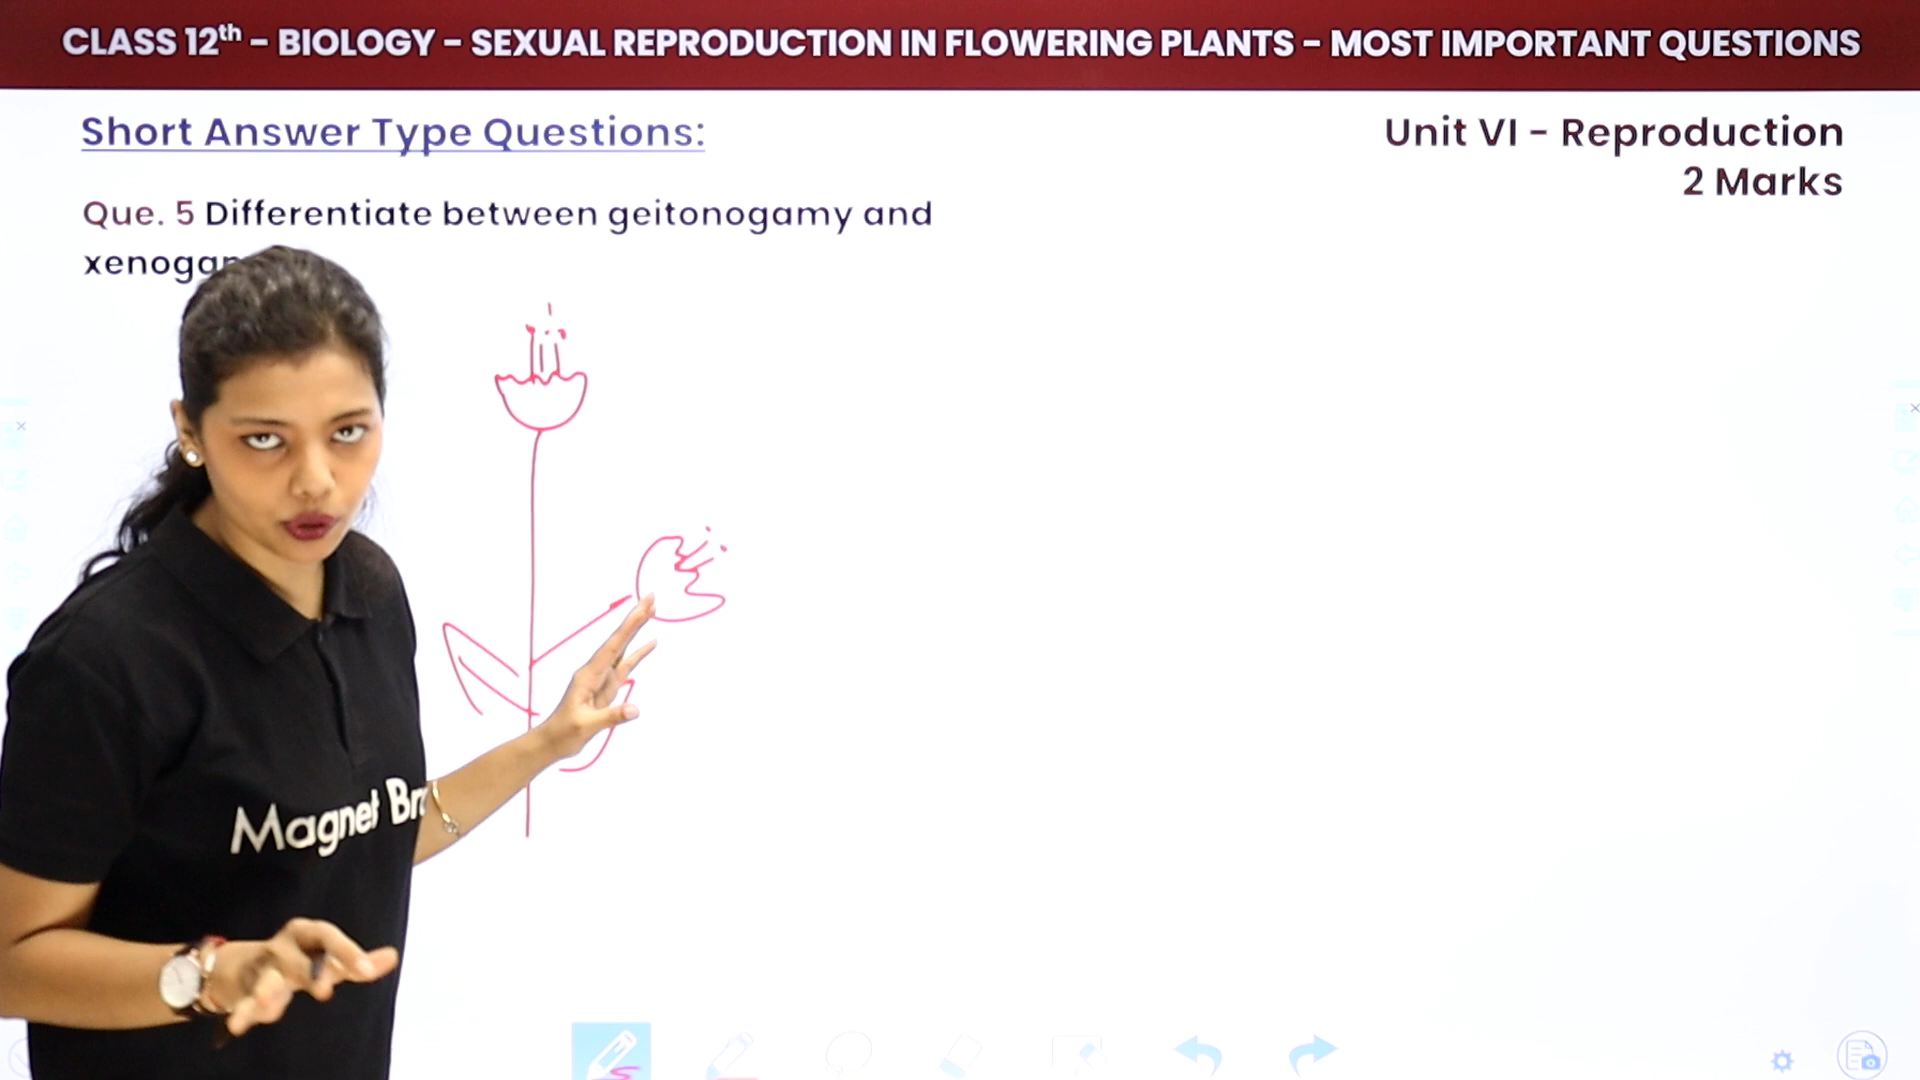 CLASS 12th – BIOLOGY – SEXUAL REPRODUCTION IN FLOWERING PLANTS – MOST IMPORTANT QUESTIONS
Short Answer Type Questions:
Unit VI – Reproduction
2 Marks
Que. 5 Differentiate between geitonogamy and
Magnet